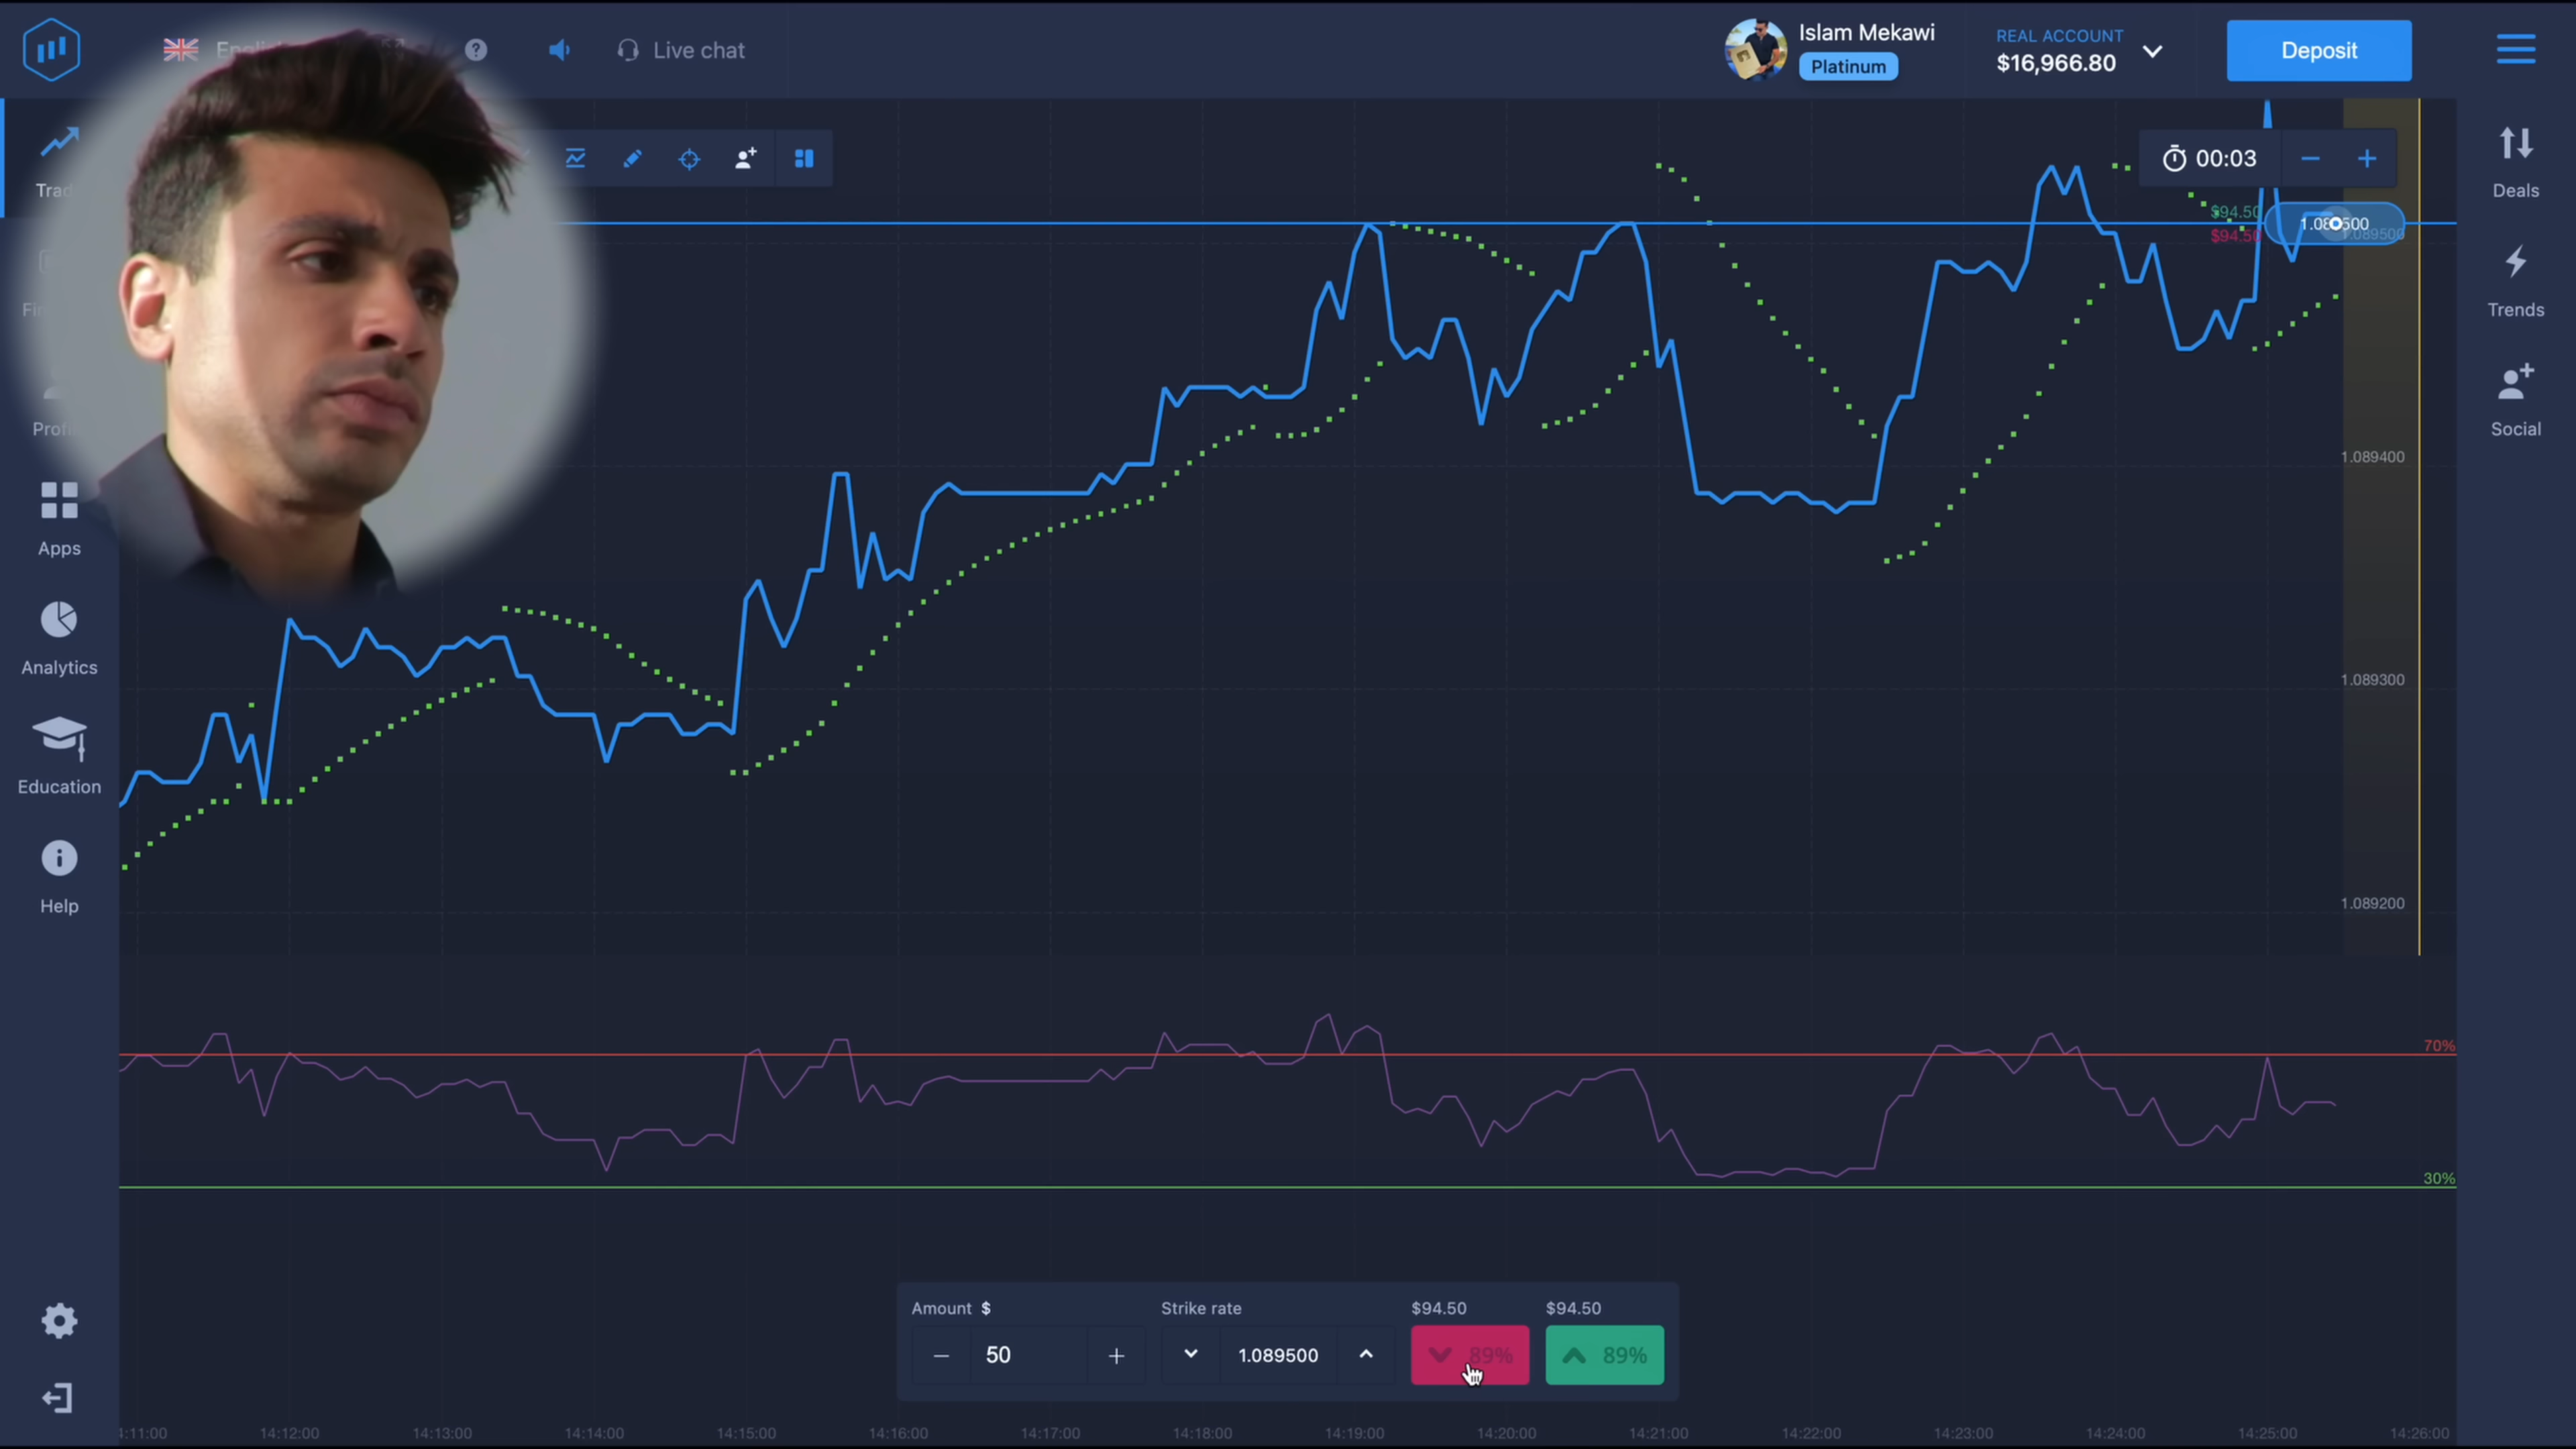 Live chat
Islam Mekawi
Platinum
REAL ACCOUNT
$16,966.80
Deposit
00:03
Deals
Trends
Social
$94.50
$94.50
1.089500
1.089400
1.089300
1.089200
Apps
Analytics
Education
Help
70%
30%
Amount $
50
Strike rate
1.089500
$94.50
89%
$94.50
89%
14:12:00
14:13:00
14:14:00
14:15:00
14:16:00
14:17:00
14:18:00
14:19:00
14:20:00
14:21:00
14:22:00
14:23:00
14:24:00
14:25:00
14:26:00